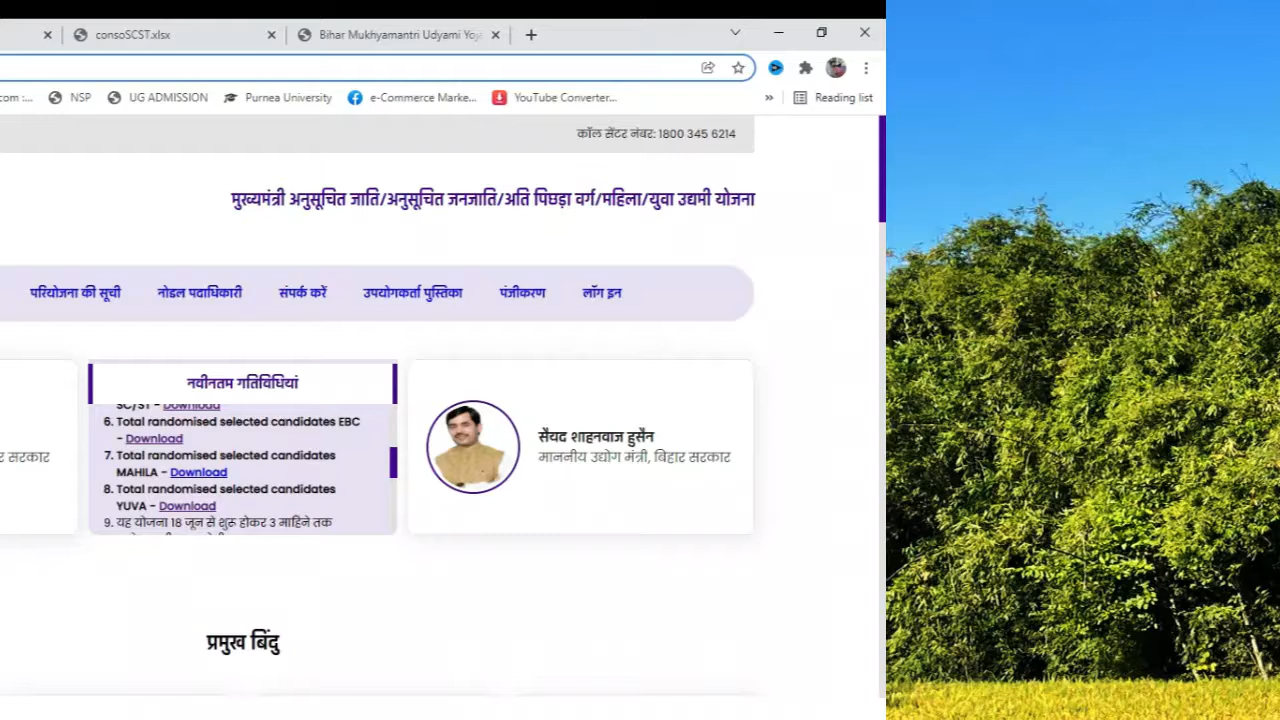 consoSCST.xlsx
Bihar Mukhyamantri Udyami Yoj
com :...
NSP
UG ADMISSION
Purnea University
e-Commerce Marke...
YouTube Converter...
»
Reading list
कॉल सेंटर नंबर: 1800 345 6214
मुख्यमंत्री अनुसूचित जाति/अनुसूचित जनजाति/अति पिछड़ा वर्ग/महिला/युवा उद्यमी योजना
परियोजना की सूची
नोडल पदाधिकारी
संपर्क करें
उपयोगकर्ता पुस्तिका
पंजीकरण
लॉग इन
नवीनतम गतिविधियां
SC/ST - Download
6. Total randomised selected candidates EBC
- Download
7. Total randomised selected candidates
MAHILA - Download
8. Total randomised selected candidates
YUVA - Download
9. यह योजना 18 जून से शुरू होकर 3 माहिने तक
र सरकार
सैयद शाहनवाज हुसैन
माननीय उद्योग मंत्री, बिहार सरकार
प्रमुख बिंदु